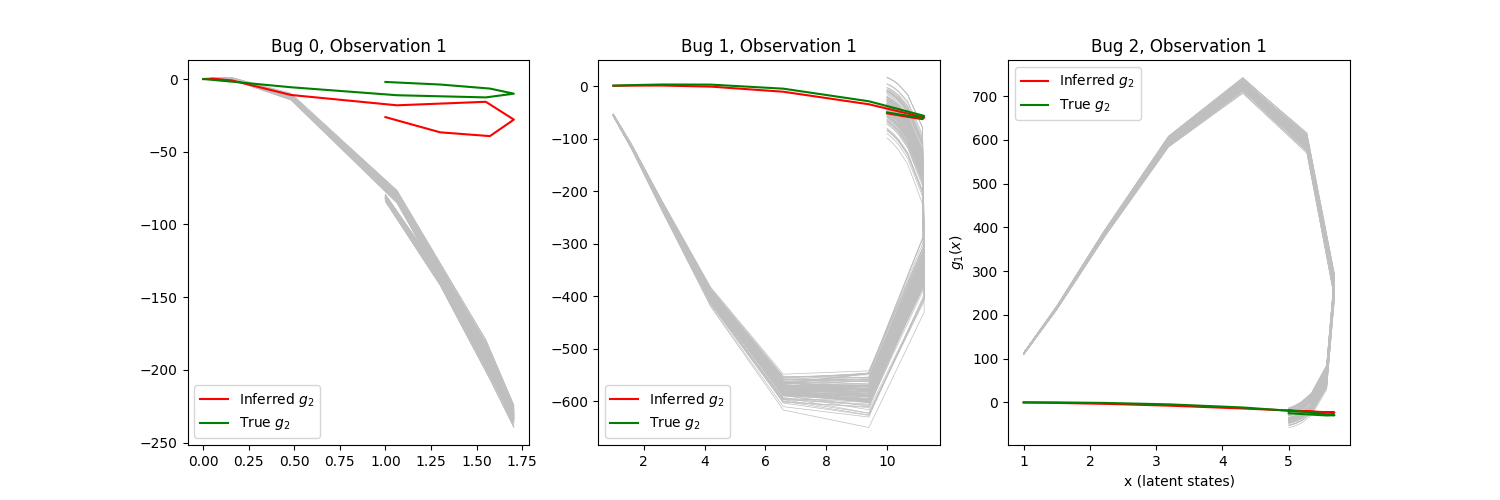 Bug 0, Observation 1
0
−50
−100
−150
−200
−250
0.00 0.25 0.50 0.75 1.00 1.25 1.50 1.75
Inferred g₂
True g₂
Bug 1, Observation 1
0
−100
−200
−300
−400
−500
−600
2 4 6 8 10
Inferred g₂
True g₂
Bug 2, Observation 1
Inferred g₂
True g₂
700
600
500
400
300
200
100
0
g₁(x)
1 2 3 4 5
x (latent states)